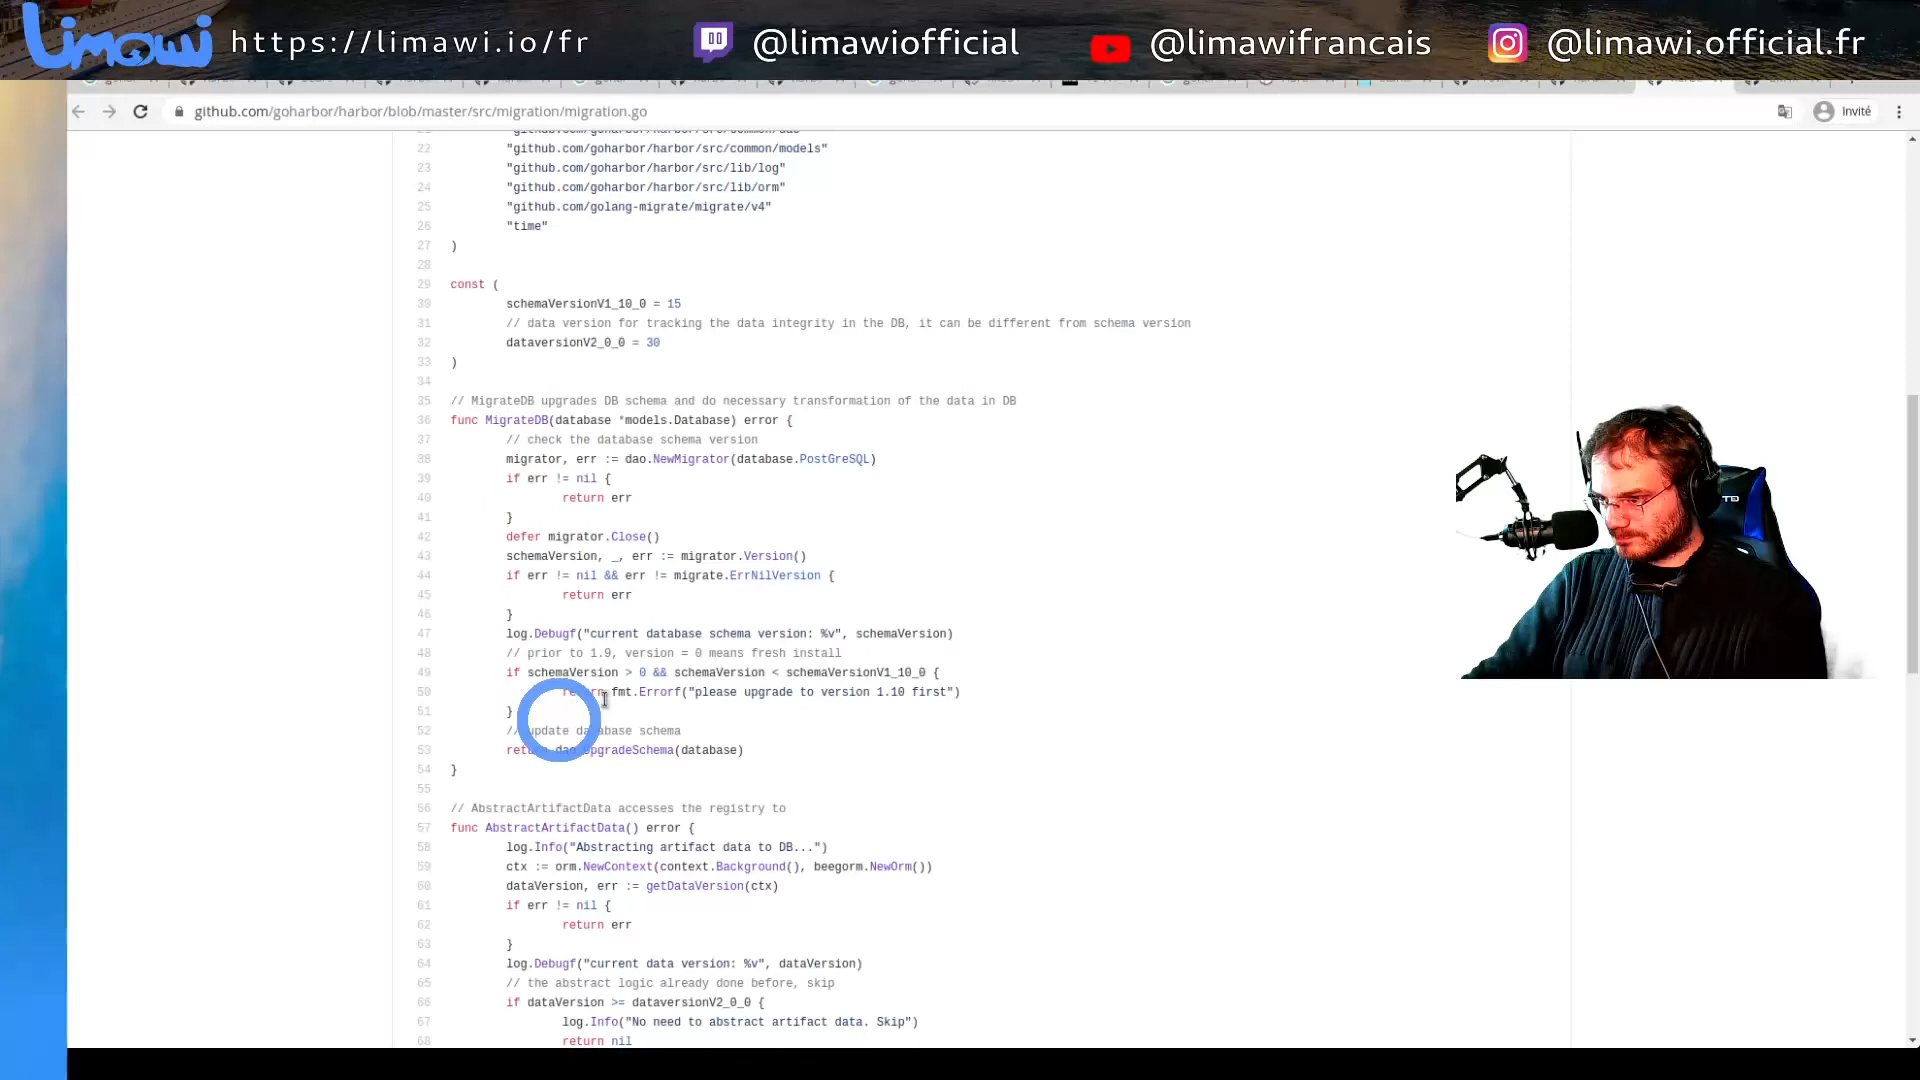 Limawi https://limawi.io/fr @limawiofficial @limawifrancais @limawi.official.fr
github.com/goharbor/harbor/blob/master/src/migration/migration.go Invité
22 "github.com/goharbor/harbor/src/common/models"
23 "github.com/goharbor/harbor/src/lib/log"
24 "github.com/goharbor/harbor/src/lib/orm"
25 "github.com/golang-migrate/migrate/v4"
26 "time"
27 )
28
29 const (
30 schemaVersionV1_10_0 = 15
31 // data version for tracking the data integrity in the DB, it can be different from schema version
32 dataversionV2_0_0 = 30
33 )
34
35 // MigrateDB upgrades DB schema and do necessary transformation of the data in DB
36 func MigrateDB(database *models.Database) error {
37 // check the database schema version
38 migrator, err := dao.NewMigrator(database.PostGreSQL)
39 if err != nil {
40 return err
41 }
42 defer migrator.Close()
43 schemaVersion, _, err := migrator.Version()
44 if err != nil && err != migrate.ErrNilVersion {
45 return err
46 }
47 log.Debugf("current database schema version: %v", schemaVersion)
48 // prior to 1.9, version = 0 means fresh install
49 if schemaVersion > 0 && schemaVersion < schemaVersionV1_10_0 {
50 return fmt.Errorf("please upgrade to version 1.10 first")
51 }
52 // update database schema
53 return dao.UpgradeSchema(database)
54 }
55
56 // AbstractArtifactData accesses the registry to
57 func AbstractArtifactData() error {
58 log.Info("Abstracting artifact data to DB...")
59 ctx := orm.NewContext(context.Background(), beegorm.NewOrm())
60 dataVersion, err := getDataVersion(ctx)
61 if err != nil {
62 return err
63 }
64 log.Debugf("current data version: %v", dataVersion)
65 // the abstract logic already done before, skip
66 if dataVersion >= dataversionV2_0_0 {
67 log.Info("No need to abstract artifact data. Skip")
68 return nil